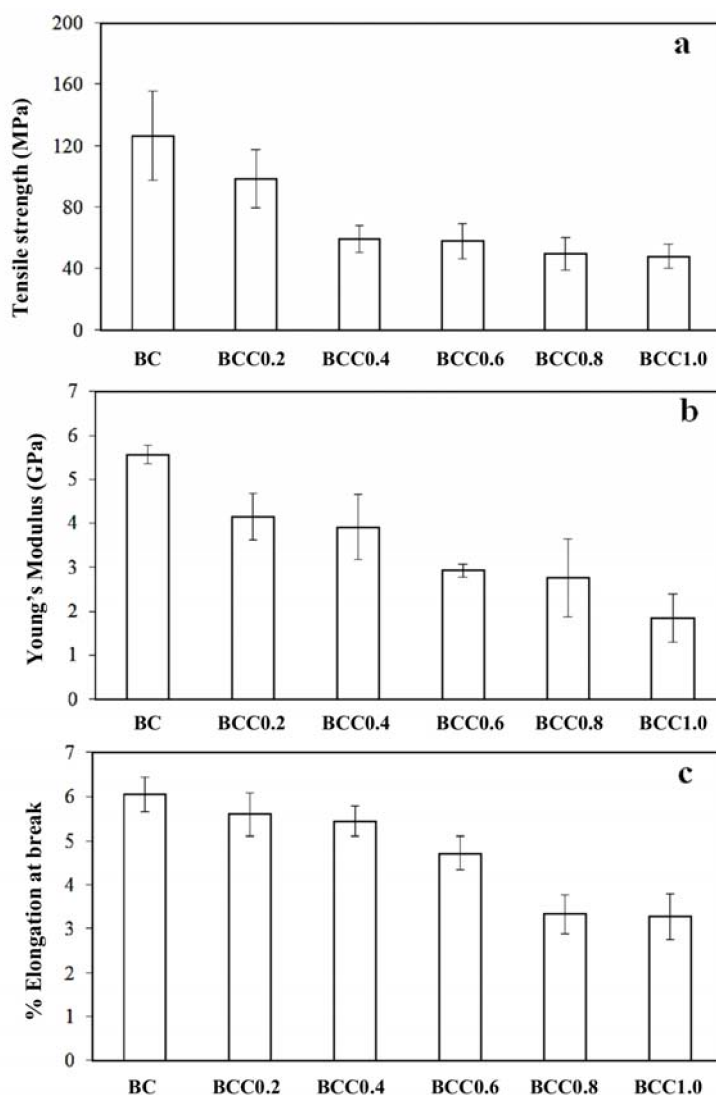 a
Tensile strength (MPa)
200
160
120
80
40
0
BC BCC0.2 BCC0.4 BCC0.6 BCC0.8 BCC1.0
b
Young's Modulus (GPa)
7
6
5
4
3
2
1
0
BC BCC0.2 BCC0.4 BCC0.6 BCC0.8 BCC1.0
c
% Elongation at break
7
6
5
4
3
2
1
0
BC BCC0.2 BCC0.4 BCC0.6 BCC0.8 BCC1.0